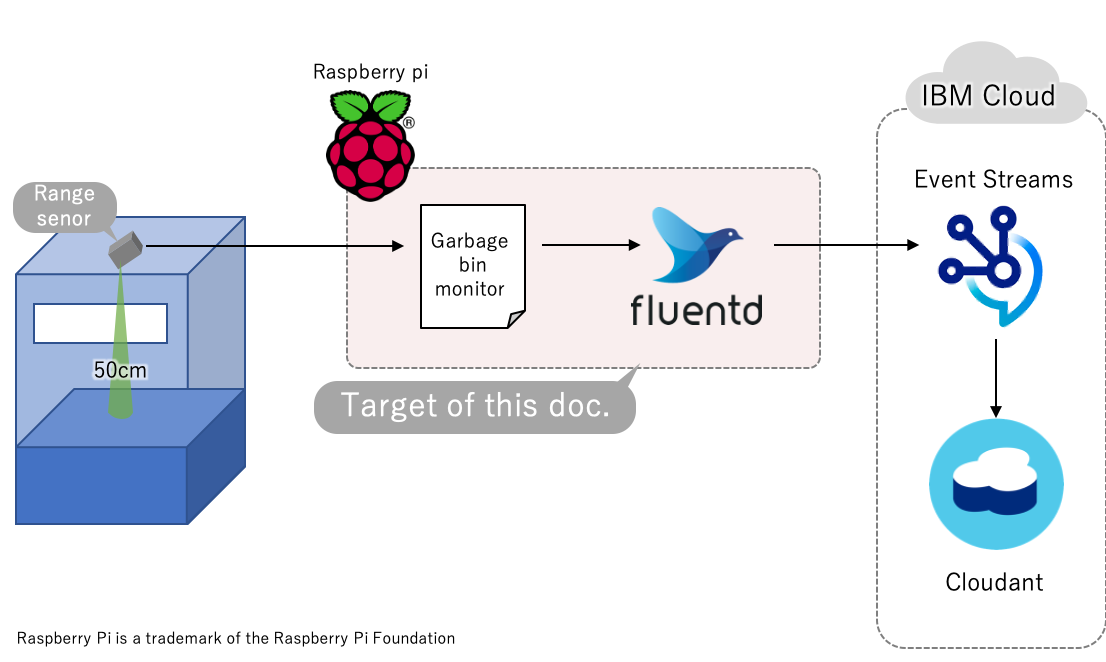 Raspberry pi
®
IBM Cloud
Event Streams
Range
senor
Garbage
bin
monitor
fluentd
50cm
Target of this doc.
Cloudant
Raspberry Pi is a trademark of the Raspberry Pi Foundation